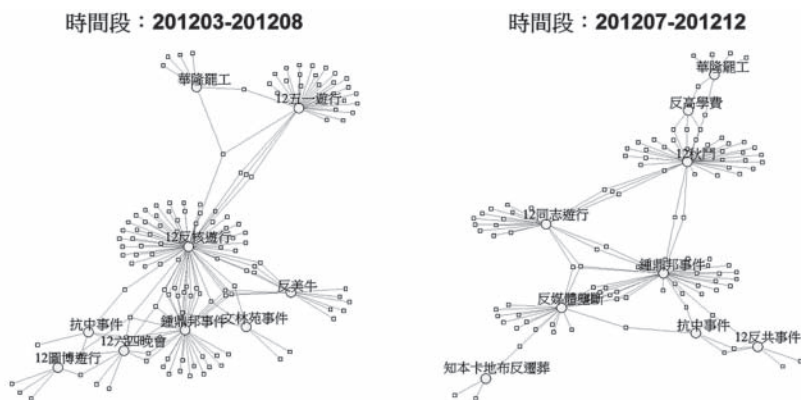 時間段：201203-201208
華隆罷工
12五一遊行
12反核遊行
反美牛
抗中事件
鍾鼎邦事件
文林苑事件
12六四晚會
12圖博遊行
時間段：201207-201212
華隆罷工
反高學費
12秋鬥
12同志遊行
鍾鼎邦事件
反媒體壟斷
抗中事件
12反共事件
知本卡地布反遷葬